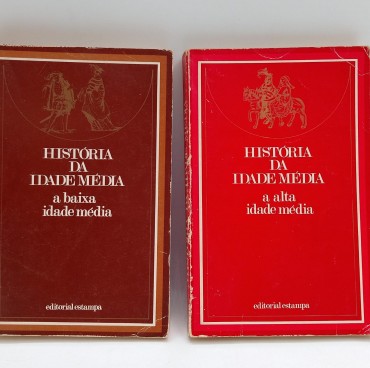 HISTÓRIA
DA
IDADE MÉDIA
a baixa
idade média
editorial estampa
HISTÓRIA
DA
IDADE MÉDIA
a alta
idade média
editorial estampa